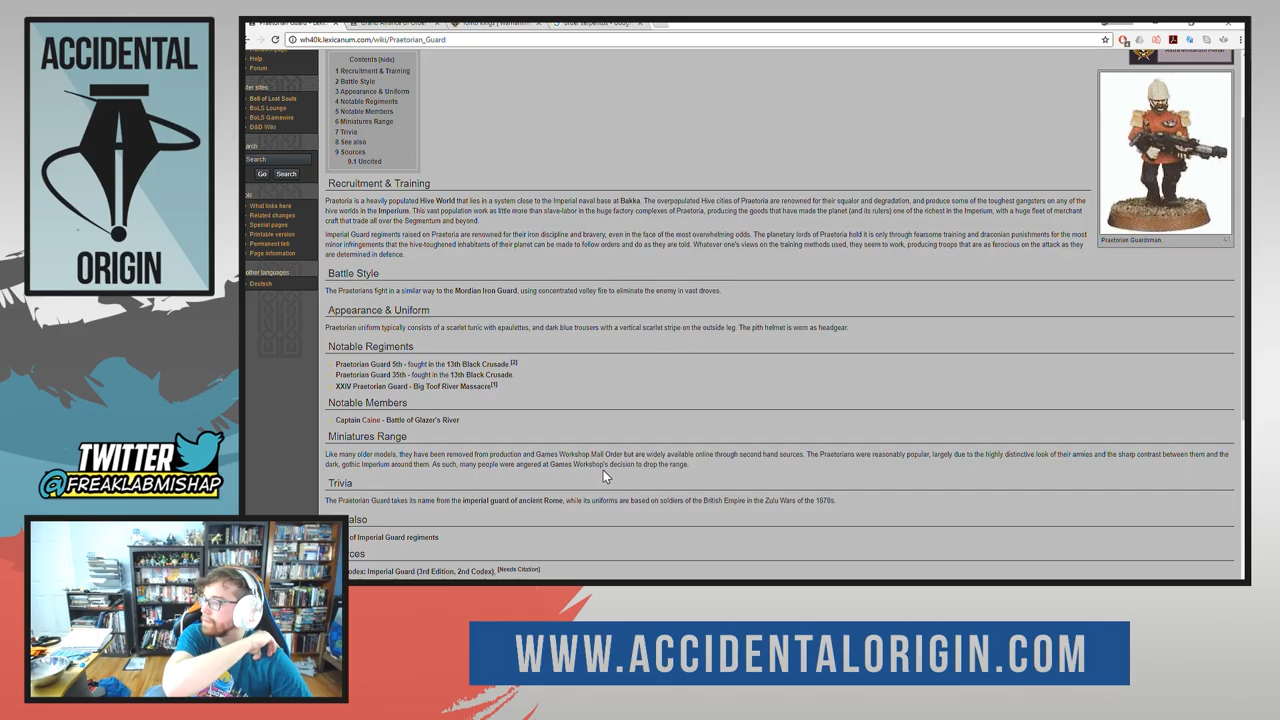 ACCIDENTAL
ORIGIN
TWITTER
@FREAKLABMISHAP
WWW.ACCIDENTALORIGIN.COM
Praetorian Guard - Lexi
Grand Alliance of Order
Tomb Kings | Warhamm
order serpentis - Goog
wh40k.lexicanum.com/wiki/Praetorian_Guard
Help
Forum
Bell of Lost Souls
BoLS Lounge
BoLS Gamewire
D&D Wiki
Search
Go Search
What links here
Related changes
Special pages
Printable version
Permanent link
Page information
other languages
Deutsch
Contents [hide]
1 Recruitment & Training
2 Battle Style
3 Appearance & Uniform
4 Notable Regiments
5 Notable Members
6 Miniatures Range
7 Trivia
8 See also
9 Sources
9.1 Uncited
Praetorian Guardsman.
Recruitment & Training
Praetoria is a heavily populated Hive World that lies in a system close to the Imperial naval base at Bakka. The overpopulated Hive cities of Praetoria are renowned for their squalor and degradation, and produce some of the toughest gangsters on any of the
hive worlds in the Imperium. This vast population work as little more than slave-labor in the huge factory complexes of Praetoria, producing the goods that have made the planet (and its rulers) one of the richest in the Imperium, with a huge fleet of merchant
craft that trade all over the Segmentum and beyond.
Imperial Guard regiments raised on Praetoria are renowned for their iron discipline and bravery, even in the face of the most overwhelming odds. The planetary lords of Praetoria hold it is only through fearsome training and draconian punishments for the most
minor infringements that the hive-toughened inhabitants of their planet can be made to follow orders and do as they are told. Whatever one's views on the training methods used, they seem to work, producing troops that are as ferocious on the attack as they
are determined in defence.
Battle Style
The Praetorians fight in a similar way to the Mordian Iron Guard, using concentrated volley fire to eliminate the enemy in vast droves.
Appearance & Uniform
Praetorian uniform typically consists of a scarlet tunic with epaulettes, and dark blue trousers with a vertical scarlet stripe on the outside leg. The pith helmet is worn as headgear.
Notable Regiments
Praetorian Guard 5th - fought in the 13th Black Crusade.[2]
Praetorian Guard 35th - fought in the 13th Black Crusade.
XXIV Praetorian Guard - Big Toof River Massacre[1]
Notable Members
Captain Caine - Battle of Glazer's River
Miniatures Range
Like many older models, they have been removed from production and Games Workshop Mail Order but are widely available online through second hand sources. The Praetorians were reasonably popular, largely due to the highly distinctive look of their armies and the sharp contrast between them and the
dark, gothic Imperium around them. As such, many people were angered at Games Workshop's decision to drop the range.
Trivia
The Praetorian Guard takes its name from the imperial guard of ancient Rome, while its uniforms are based on soldiers of the British Empire in the Zulu Wars of the 1870s.
also
of Imperial Guard regiments
rces
odex: Imperial Guard (3rd Edition, 2nd Codex), [Needs Citation]